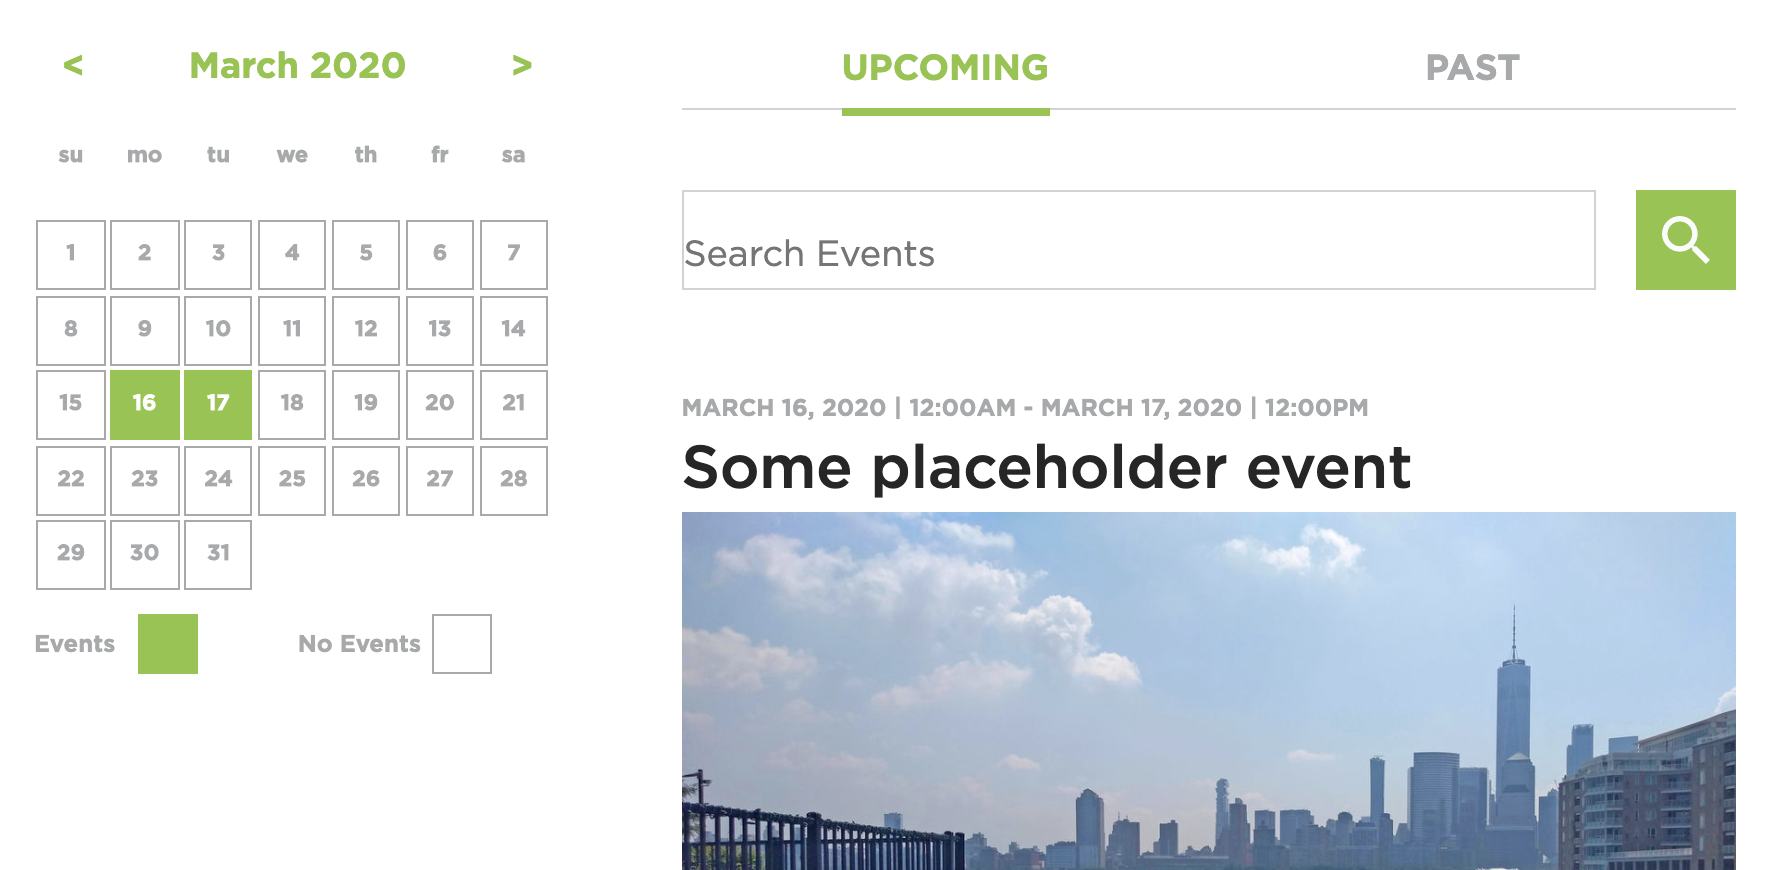 < March 2020 >
su mo tu we th fr sa
1 2 3 4 5 6 7
8 9 10 11 12 13 14
15 16 17 18 19 20 21
22 23 24 25 26 27 28
29 30 31
Events No Events
UPCOMING PAST
Search Events
MARCH 16, 2020 | 12:00AM - MARCH 17, 2020 | 12:00PM
Some placeholder event